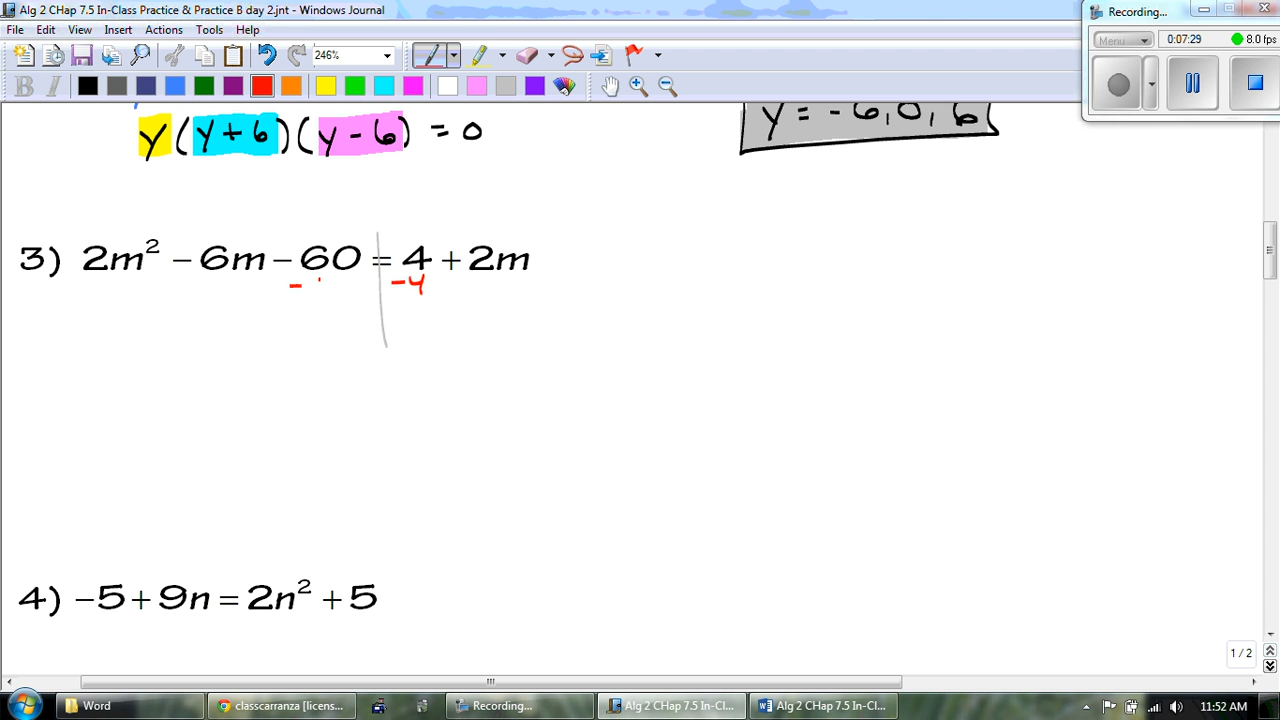 Alg 2 CHap 7.5 In-Class Practice & Practice B day 2.jnt - Windows Journal
Recording...
File Edit View Insert Actions Tools Help
Menu 0:07:29 8.0 fps
246%
B I
y = -6, 0, 6
y(y+6)(y-6) = 0
3) 2m² − 6m − 60 = 4 + 2m
- -4
4) −5 + 9n = 2n² + 5
1 / 2
Word classcarranza [licens... Recording... Alg 2 CHap 7.5 In-Cl... Alg 2 CHap 7.5 In-Cl... 11:52 AM